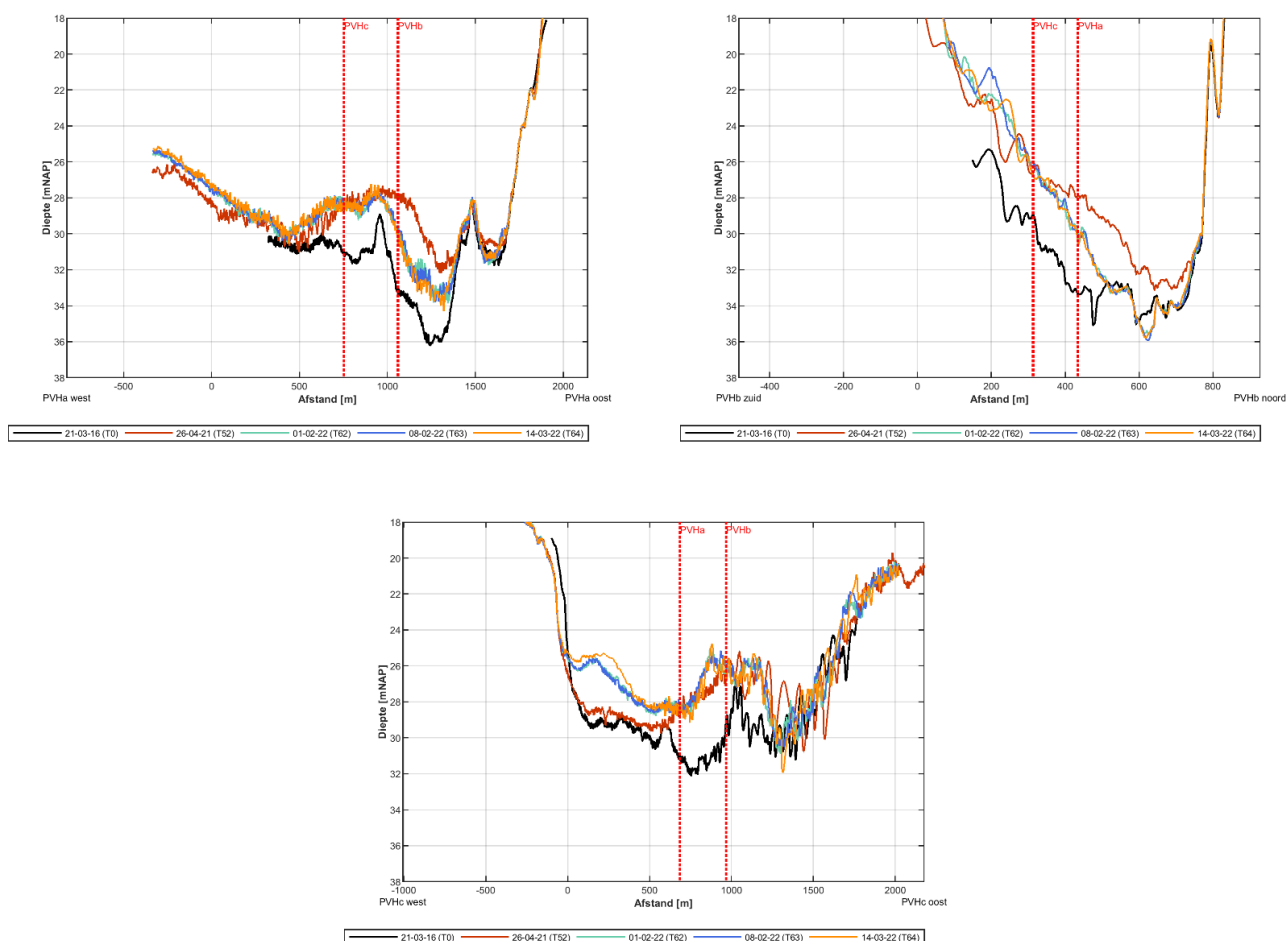 18
20
22
24
26
28
30
32
34
36
38
Diepte [mNAP]
PVHc
PVHb
-500
0
500
1000
1500
2000
PVHa west
Afstand [m]
PVHa oost
21-03-16 (T0)
26-04-21 (T52)
01-02-22 (T62)
08-02-22 (T63)
14-03-22 (T64)
18
20
22
24
26
28
30
32
34
36
38
Diepte [mNAP]
PVHc
PVHa
-400
-200
0
200
400
600
800
PVHb zuid
Afstand [m]
PVHb noord
21-03-16 (T0)
26-04-21 (T52)
01-02-22 (T62)
08-02-22 (T63)
14-03-22 (T64)
18
20
22
24
26
28
30
32
34
36
38
Diepte [mNAP]
PVHa
PVHb
-1000
-500
0
500
1000
1500
2000
PVHc west
Afstand [m]
PVHc oost
21-03-16 (T0)
26-04-21 (T52)
01-02-22 (T62)
08-02-22 (T63)
14-03-22 (T64)